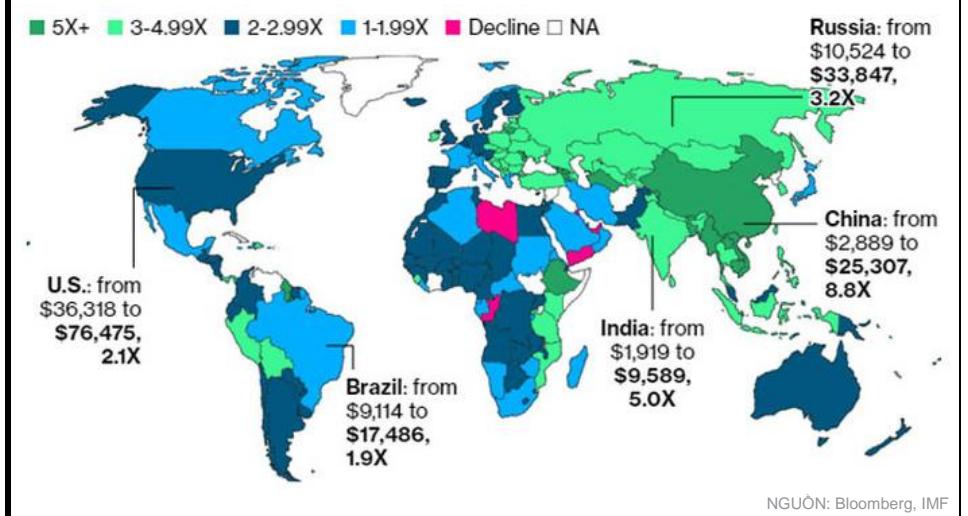 5X+ 3-4.99X 2-2.99X 1-1.99X Decline NA
Russia: from
$10,524 to
$33,847,
3.2X
China: from
$2,889 to
$25,307,
8.8X
U.S.: from
$36,318 to
$76,475,
2.1X
India: from
$1,919 to
$9,589,
5.0X
Brazil: from
$9,114 to
$17,486,
1.9X
NGUỒN: Bloomberg, IMF